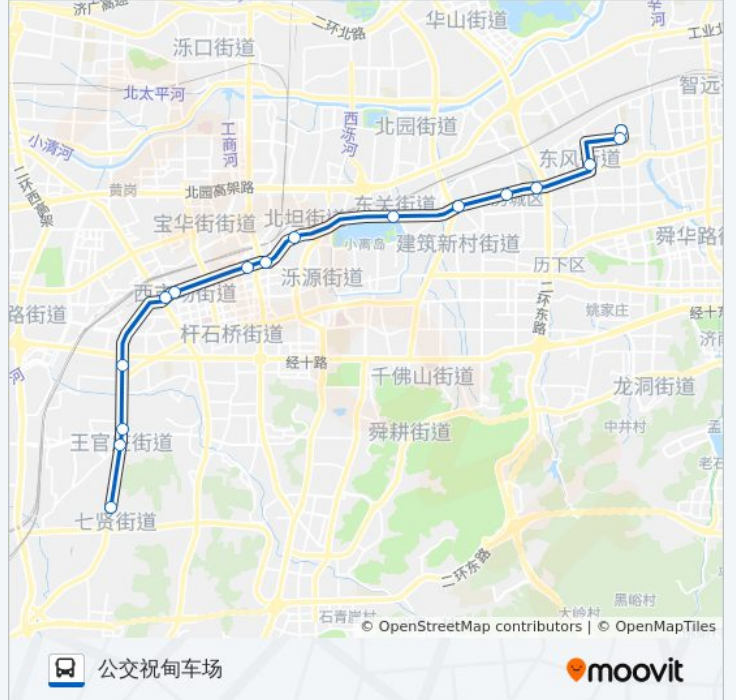 济广高速
二环北路
华山街道
泺口街道
工业北
智远
北太平河
工商河
西泺河
北园街道
小清河
东风街道
二环西高架
黄岗
北园高架路
东关街道
历城区
宝华街街道
北坦街道
小离岛
建筑新村街道
舜华路
泺源街道
历下区
西市场街道
路街道
二环东路
姚家庄
经十东
杆石桥街道
经十路
河
千佛山街道
龙洞街道
舜耕街道
中井村
孟
王官庄街道
老石
七贤街道
二环东路
黑峪村
石青崖村
大岭村
© OpenStreetMap contributors | © OpenMapTiles
公交祝甸车场
moovit